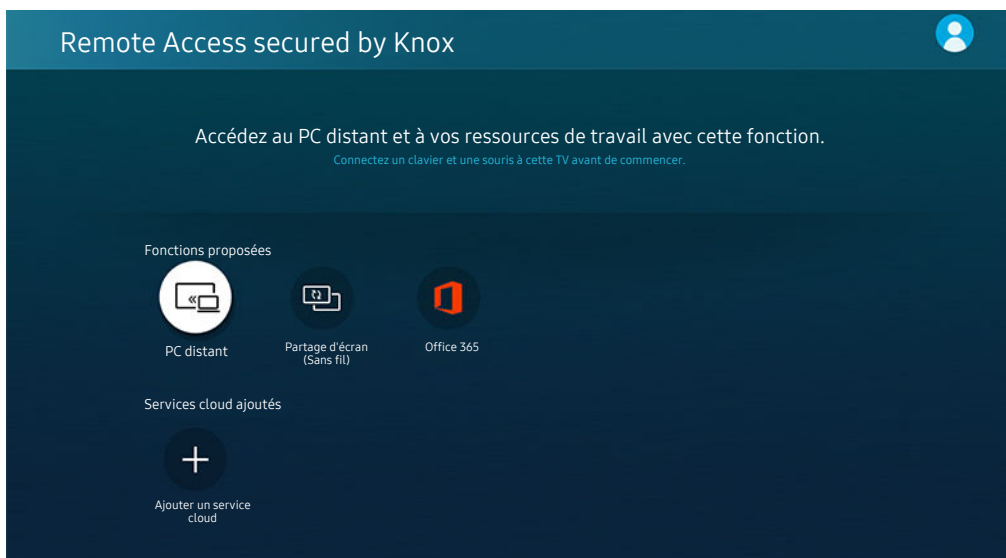 Remote Access secured by Knox
Accédez au PC distant et à vos ressources de travail avec cette fonction.
Connectez un clavier et une souris à cette TV avant de commencer.
Fonctions proposées
PC distant
Partage d'écran
(Sans fil)
Office 365
Services cloud ajoutés
Ajouter un service
cloud